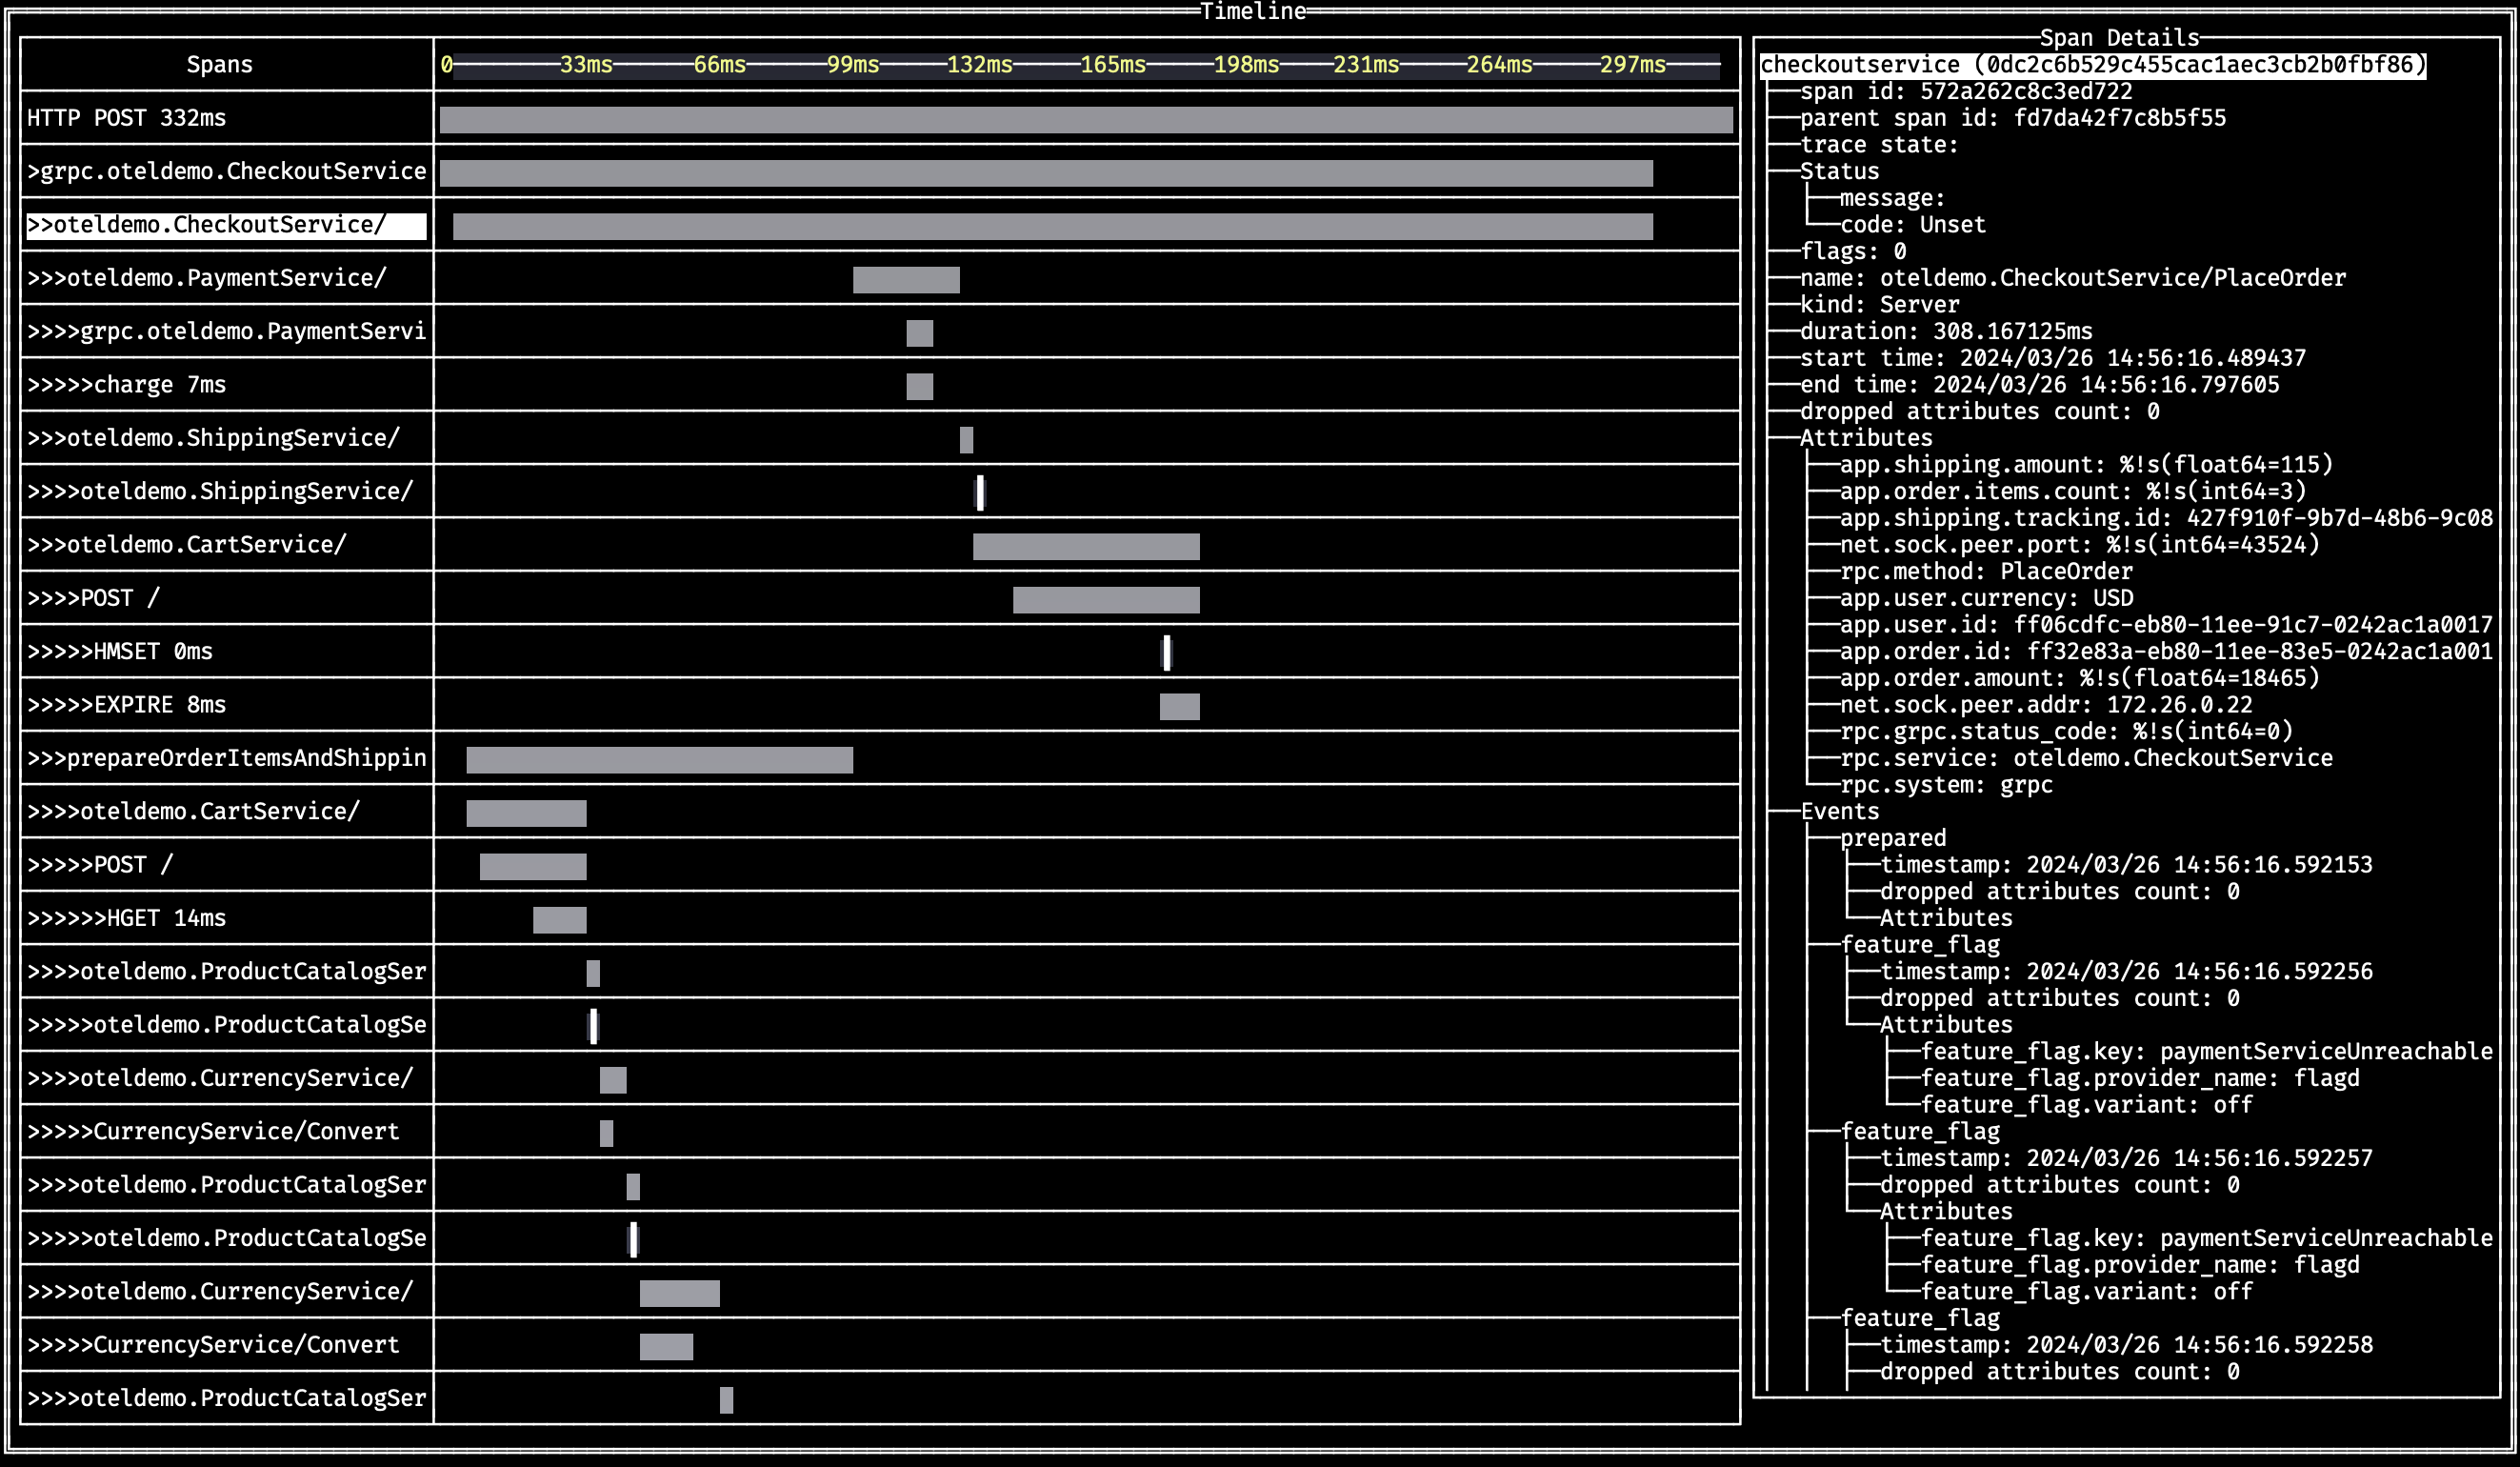 Timeline
Spans
0 33ms 66ms 99ms 132ms 165ms 198ms 231ms 264ms 297ms
HTTP POST 332ms
>grpc.oteldemo.CheckoutService
>>oteldemo.CheckoutService/
>>>oteldemo.PaymentService/
>>>>grpc.oteldemo.PaymentServi
>>>>>charge 7ms
>>>oteldemo.ShippingService/
>>>>oteldemo.ShippingService/
>>>oteldemo.CartService/
>>>>POST /
>>>>>HMSET 0ms
>>>>>EXPIRE 8ms
>>>prepareOrderItemsAndShippin
>>>>oteldemo.CartService/
>>>>>POST /
>>>>>>HGET 14ms
>>>>oteldemo.ProductCatalogSer
>>>>>oteldemo.ProductCatalogSe
>>>>oteldemo.CurrencyService/
>>>>>CurrencyService/Convert
>>>>oteldemo.ProductCatalogSer
>>>>>oteldemo.ProductCatalogSe
>>>>oteldemo.CurrencyService/
>>>>>CurrencyService/Convert
>>>>oteldemo.ProductCatalogSer
Span Details
checkoutservice (0dc2c6b529c455cac1aec3cb2b0fbf86)
span id: 572a262c8c3ed722
parent span id: fd7da42f7c8b5f55
trace state:
Status
message:
code: Unset
flags: 0
name: oteldemo.CheckoutService/PlaceOrder
kind: Server
duration: 308.167125ms
start time: 2024/03/26 14:56:16.489437
end time: 2024/03/26 14:56:16.797605
dropped attributes count: 0
Attributes
app.shipping.amount: %!s(float64=115)
app.order.items.count: %!s(int64=3)
app.shipping.tracking.id: 427f910f-9b7d-48b6-9c08
net.sock.peer.port: %!s(int64=43524)
rpc.method: PlaceOrder
app.user.currency: USD
app.user.id: ff06cdfc-eb80-11ee-91c7-0242ac1a0017
app.order.id: ff32e83a-eb80-11ee-83e5-0242ac1a001
app.order.amount: %!s(float64=18465)
net.sock.peer.addr: 172.26.0.22
rpc.grpc.status_code: %!s(int64=0)
rpc.service: oteldemo.CheckoutService
rpc.system: grpc
Events
prepared
timestamp: 2024/03/26 14:56:16.592153
dropped attributes count: 0
Attributes
feature_flag
timestamp: 2024/03/26 14:56:16.592256
dropped attributes count: 0
Attributes
feature_flag.key: paymentServiceUnreachable
feature_flag.provider_name: flagd
feature_flag.variant: off
feature_flag
timestamp: 2024/03/26 14:56:16.592257
dropped attributes count: 0
Attributes
feature_flag.key: paymentServiceUnreachable
feature_flag.provider_name: flagd
feature_flag.variant: off
feature_flag
timestamp: 2024/03/26 14:56:16.592258
dropped attributes count: 0